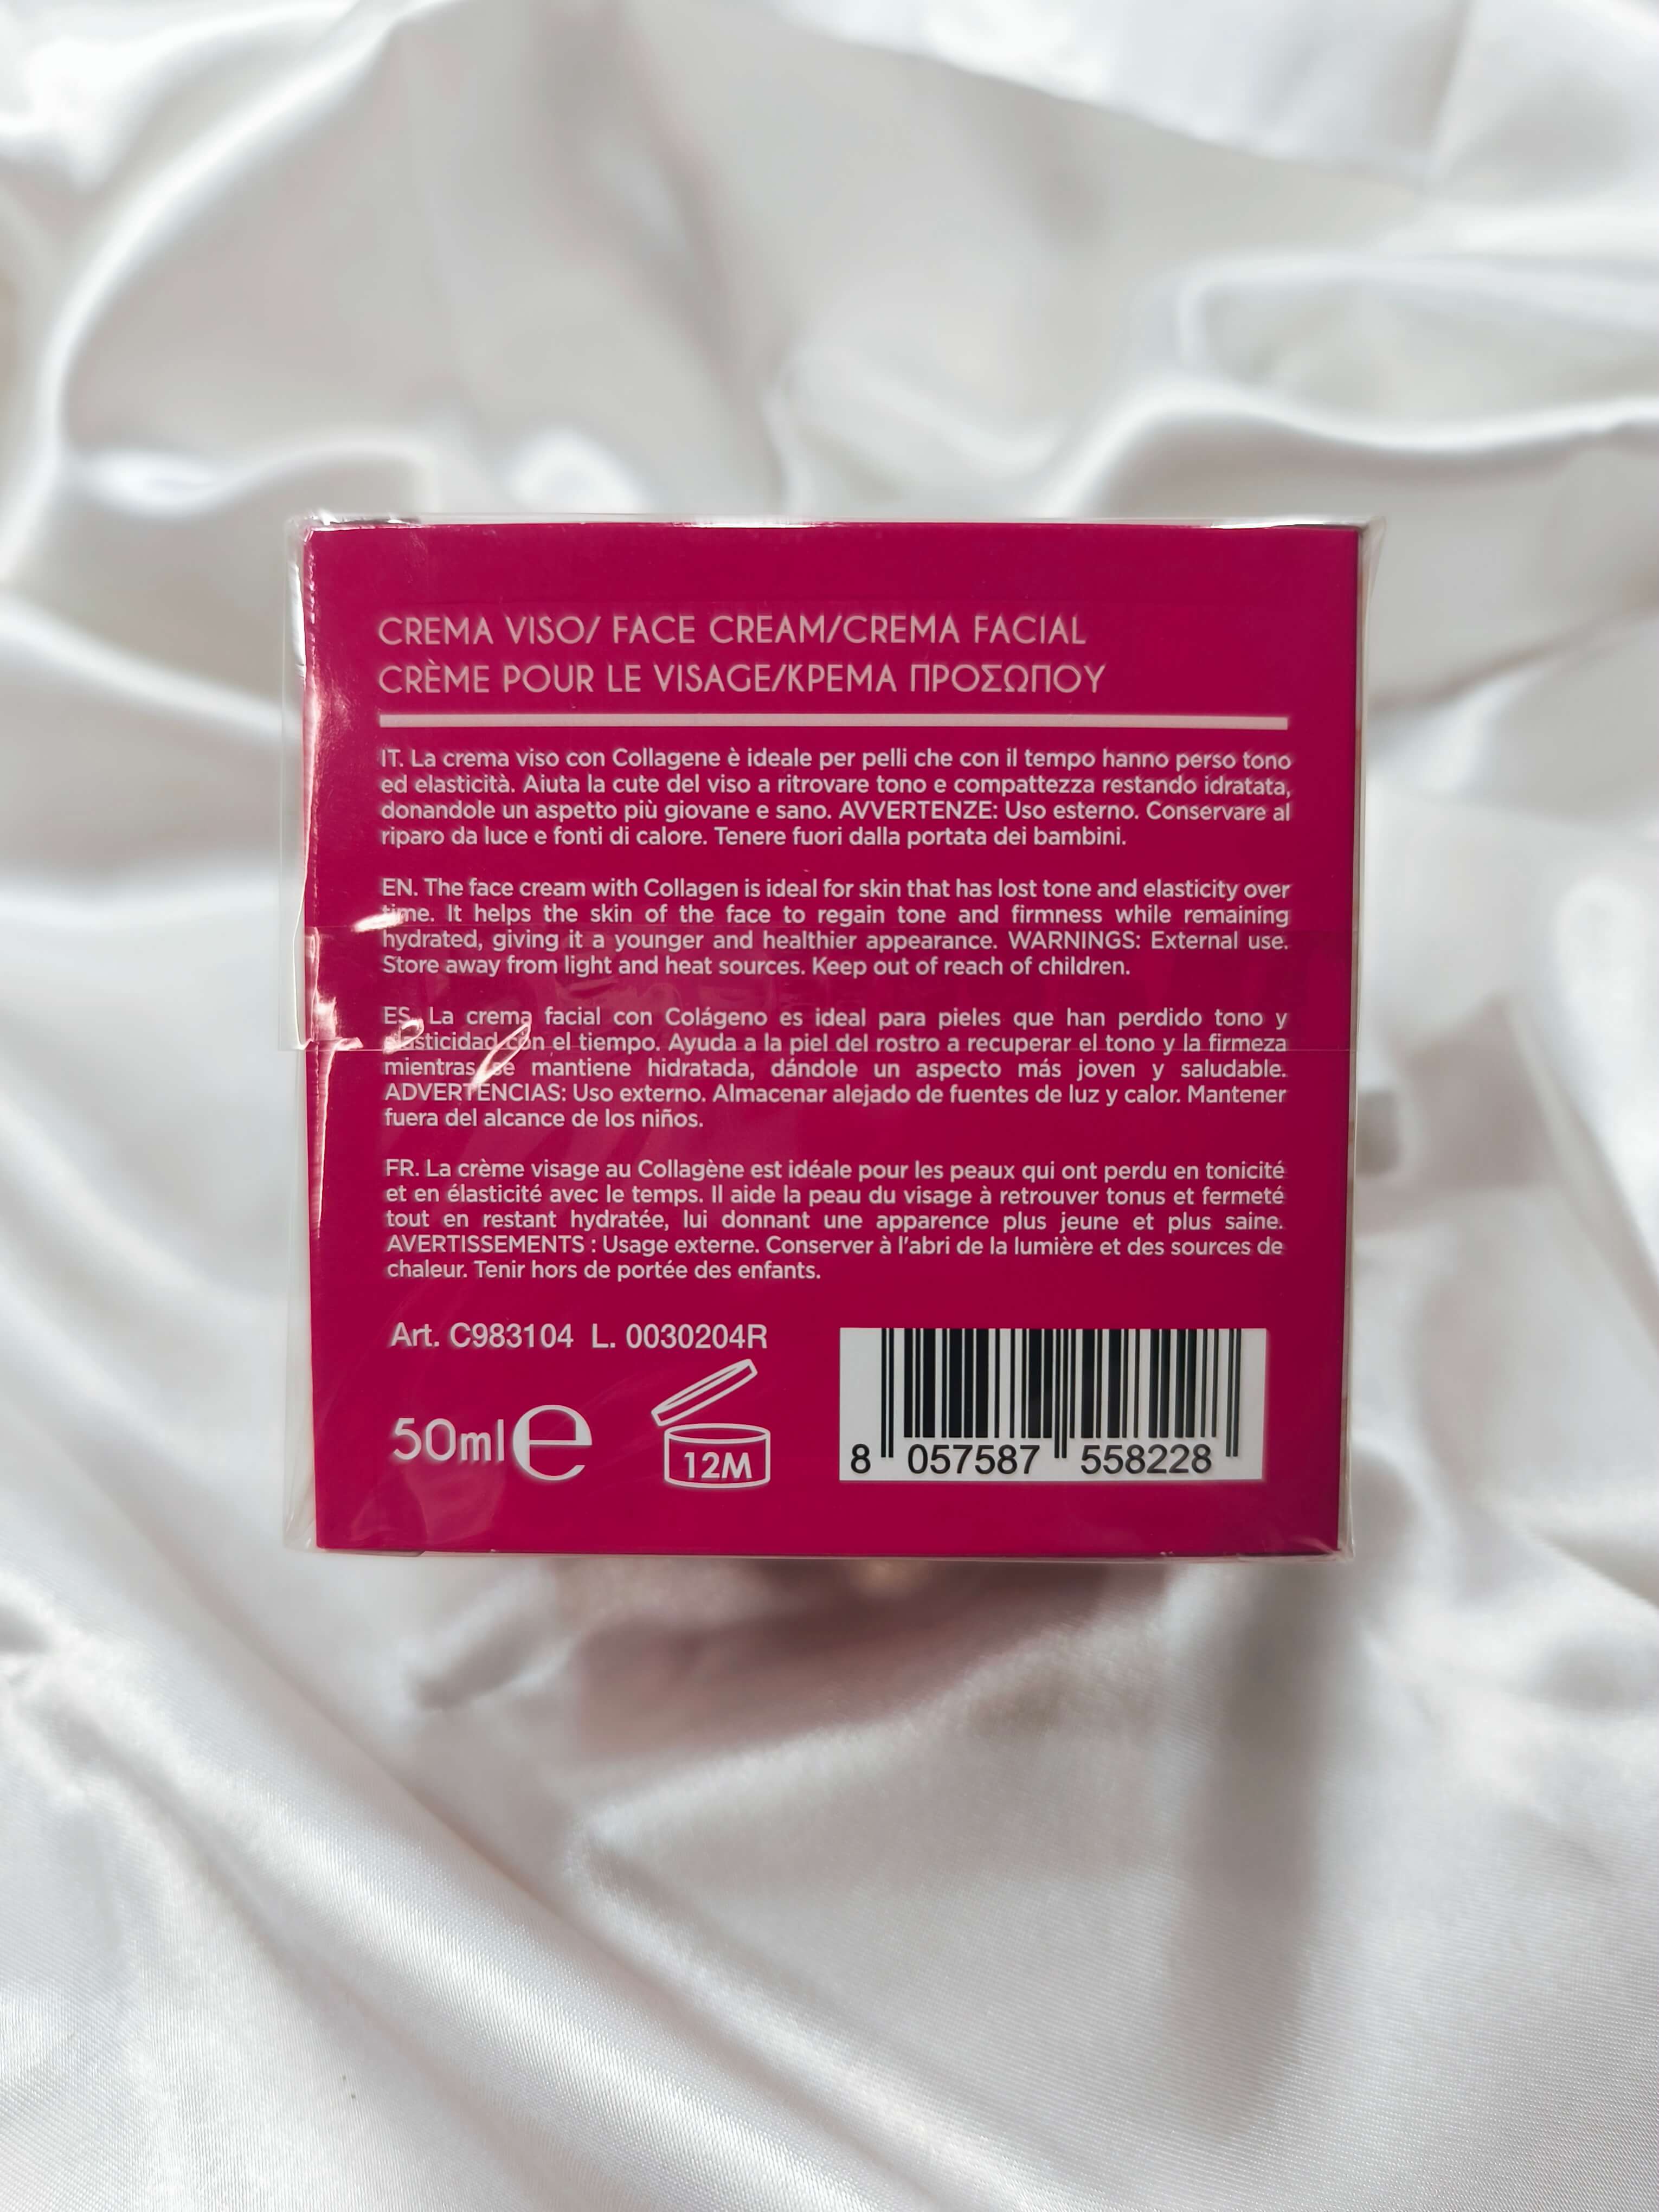 CREMA VISO/ FACE CREAM/CREMA FACIAL
CRÈME POUR LE VISAGE/ΚΡΕΜΑ ΠΡΟΣΩΠΟΥ
IT. La crema viso con Collagene è ideale per pelli che con il tempo hanno perso tono
ed elasticità. Aiuta la cute del viso a ritrovare tono e compattezza restando idratata,
donandole un aspetto più giovane e sano. AVVERTENZE: Uso esterno. Conservare al
riparo da luce e fonti di calore. Tenere fuori dalla portata dei bambini.
EN. The face cream with Collagen is ideal for skin that has lost tone and elasticity over
time. It helps the skin of the face to regain tone and firmness while remaining
hydrated, giving it a younger and healthier appearance. WARNINGS: External use.
Store away from light and heat sources. Keep out of reach of children.
ES. La crema facial con Colágeno es ideal para pieles que han perdido tono y
elasticidad con el tiempo. Ayuda a la piel del rostro a recuperar el tono y la firmeza
mientras se mantiene hidratada, dándole un aspecto más joven y saludable.
ADVERTENCIAS: Uso externo. Almacenar alejado de fuentes de luz y calor. Mantener
fuera del alcance de los niños.
FR. La crème visage au Collagène est idéale pour les peaux qui ont perdu en tonicité
et en élasticité avec le temps. Il aide la peau du visage à retrouver tonus et fermeté
tout en restant hydratée, lui donnant une apparence plus jeune et plus saine.
AVERTISSEMENTS : Usage externe. Conserver à l'abri de la lumière et des sources de
chaleur. Tenir hors de portée des enfants.
Art. C983104 L. 0030204R
50ml e
12M
8 057587 558228